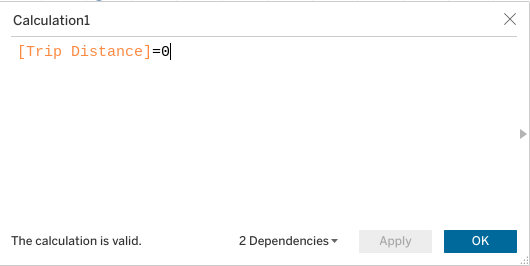 Calculation1
[Trip Distance]=0
The calculation is valid.
2 Dependencies
Apply
OK